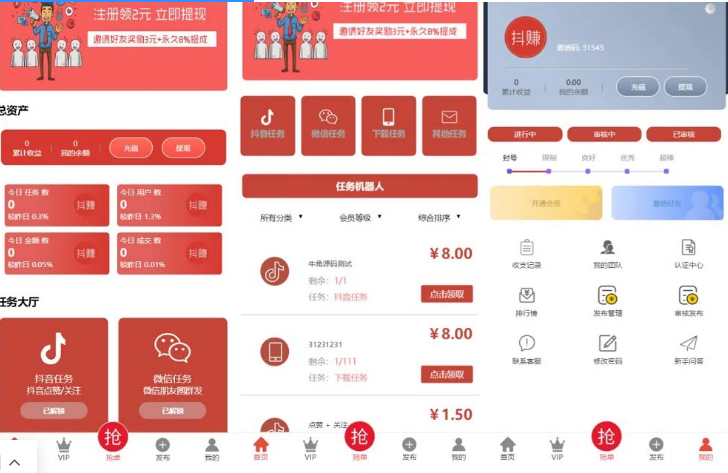 注册领2元 立即提现
邀请好友奖励3元+永久8%提成
总资产
0
累计收益
0
我的余额
充值
提现
今日 任务 数
0
较昨日 0.3%
抖赚
今日 用户 数
0
较昨日 1.3%
抖赚
今日 金额 数
0
较昨日 0.05%
抖赚
今日 成交 数
0
较昨日 0.01%
抖赚
任务大厅
抖音任务
抖音点赞/关注
已解锁
微信任务
微信朋友圈群发
已解锁
VIP
抢
抢单
发布
我的
注册领2元 立即提现
邀请好友奖励3元+永久8%提成
抖音任务
微信任务
下载任务
其他任务
任务机器人
所有分类
会员等级
综合排序
牛角源码测试
剩余: 1/1
任务: 抖音任务
¥8.00
点击领取
31231231
剩余: 1/111
任务: 下载任务
¥8.00
点击领取
点赞 + 关注
¥1.50
首页
VIP
抢
抢单
发布
我的
抖赚
邀请码: 51545
0
累计收益
0.00
我的余额
充值
提现
进行中
审核中
已审核
封号
限制
良好
优秀
超棒
开通会员
邀请好友
收支记录
我的团队
认证中心
排行榜
发布管理
审核发布
联系客服
修改密码
新手问答
首页
VIP
抢
抢单
发布
我的